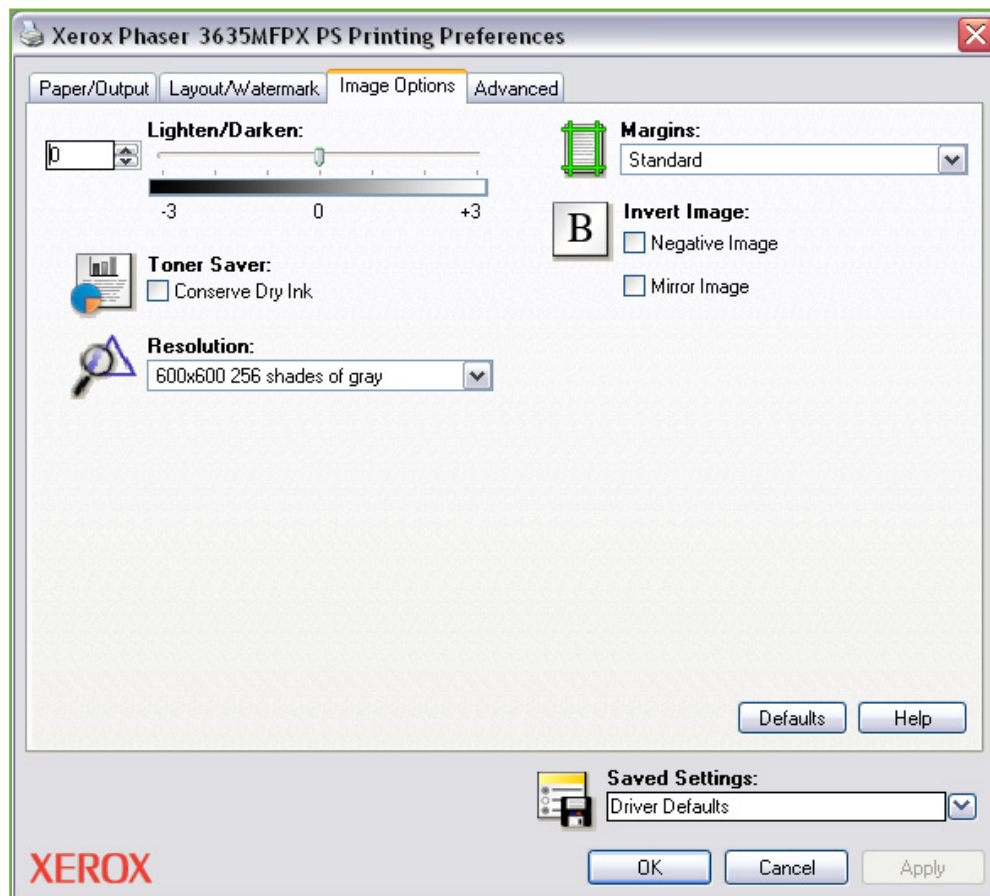 Xerox Phaser 3635MFPX PS Printing Preferences
Paper/Output Layout/Watermark Image Options Advanced
Lighten/Darken:
0
-3 0 +3
Toner Saver:
Conserve Dry Ink
Resolution:
600x600 256 shades of gray
Margins:
Standard
B
Invert Image:
Negative Image
Mirror Image
Defaults Help
Saved Settings:
Driver Defaults
XEROX
OK Cancel Apply